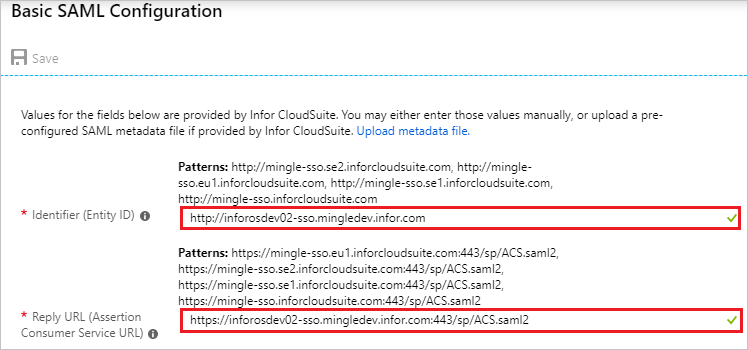 Basic SAML Configuration
Save
Values for the fields below are provided by Infor CloudSuite. You may either enter those values manually, or upload a pre-
configured SAML metadata file if provided by Infor CloudSuite. Upload metadata file.
Patterns: http://mingle-sso.se2.inforcloudsuite.com, http://mingle-
sso.eu1.inforcloudsuite.com, http://mingle-sso.se1.inforcloudsuite.com,
http://mingle-sso.inforcloudsuite.com
* Identifier (Entity ID)
http://inforosdev02-sso.mingledev.infor.com
Patterns: https://mingle-sso.eu1.inforcloudsuite.com:443/sp/ACS.saml2,
https://mingle-sso.se2.inforcloudsuite.com:443/sp/ACS.saml2,
https://mingle-sso.se1.inforcloudsuite.com:443/sp/ACS.saml2,
https://mingle-sso.inforcloudsuite.com:443/sp/ACS.saml2
* Reply URL (Assertion
Consumer Service URL)
https://inforosdev02-sso.mingledev.infor.com:443/sp/ACS.saml2